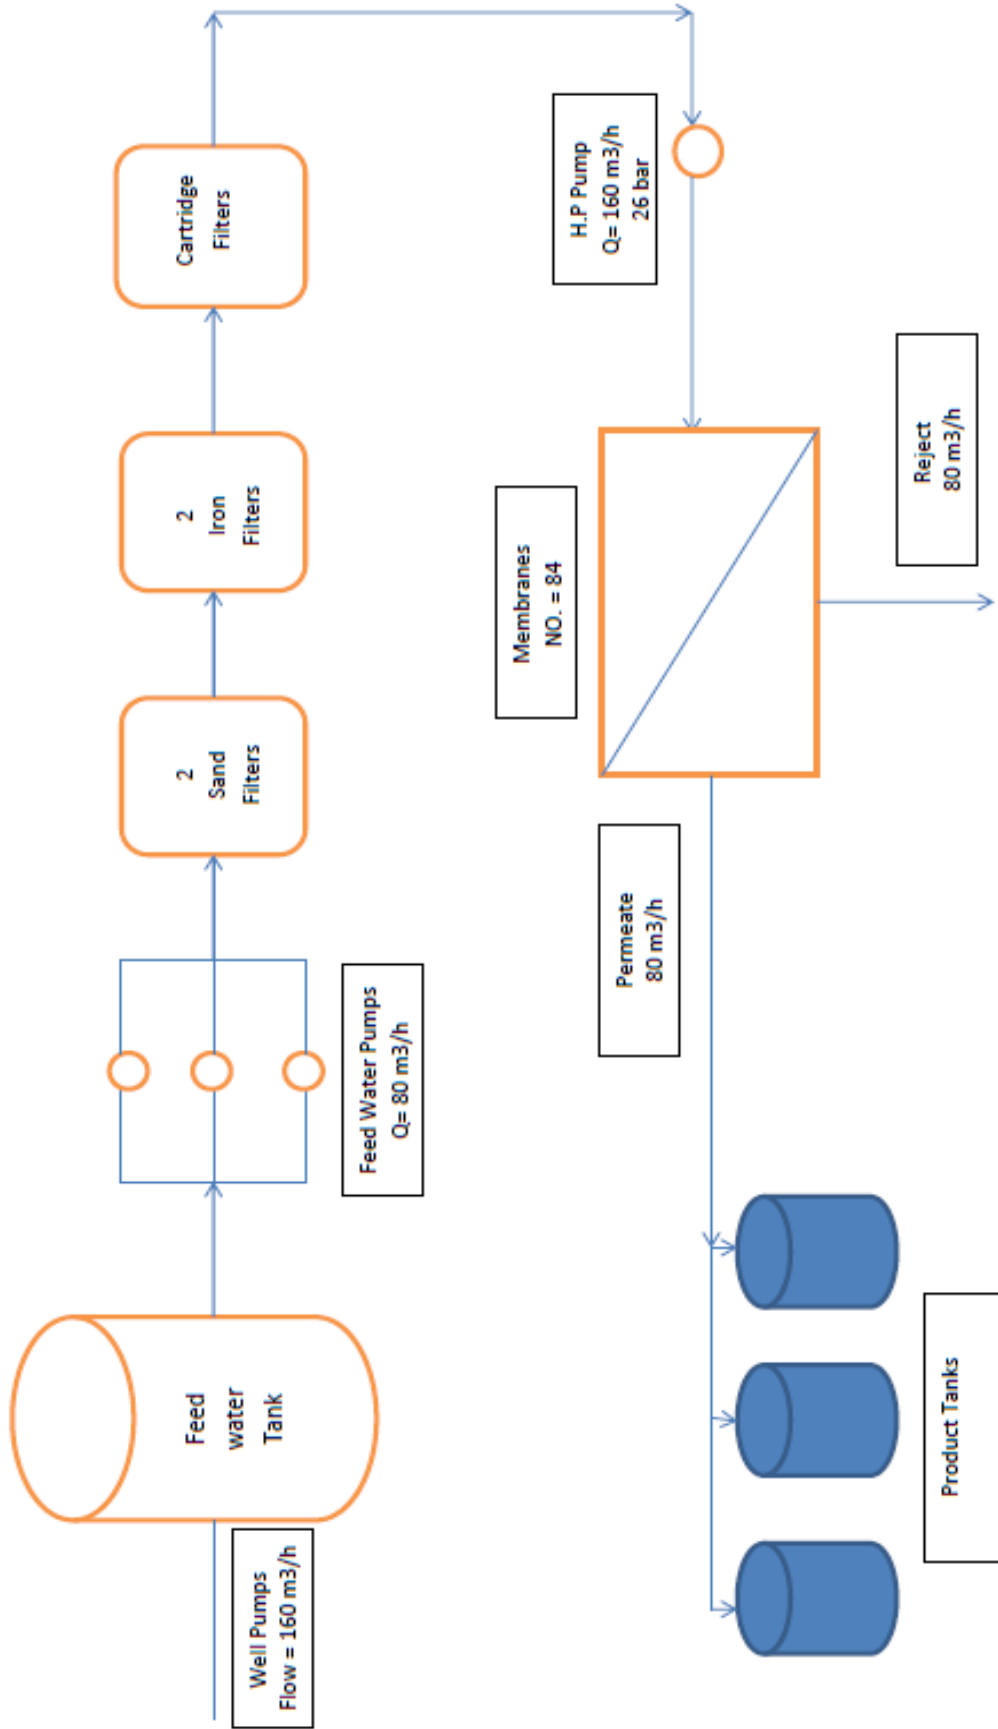 Well Pumps
Flow = 160 m3/h
Feed
water
Tank
Feed Water Pumps
Q= 80 m3/h
2
Sand
Filters
2
Iron
Filters
Cartridge
Filters
H.P Pump
Q= 160 m3/h
26 bar
Membranes
NO. = 84
Reject
80 m3/h
Permeate
80 m3/h
Product Tanks